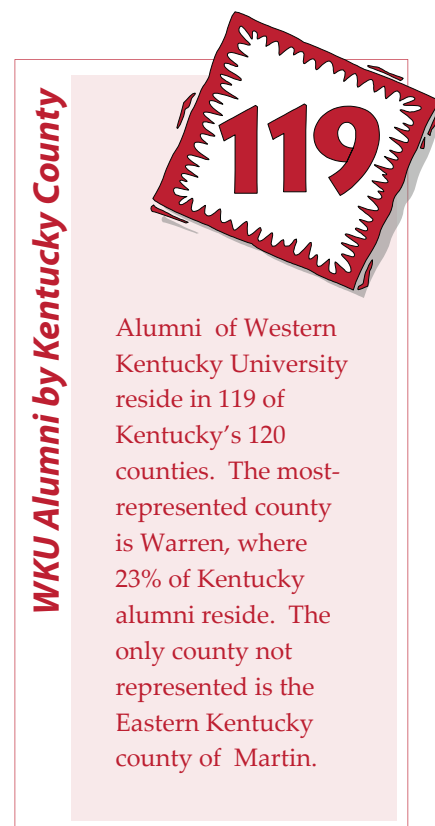 WKU Alumni by Kentucky County
119
Alumni of Western
Kentucky University
reside in 119 of
Kentucky's 120
counties. The most-
represented county
is Warren, where
23% of Kentucky
alumni reside. The
only county not
represented is the
Eastern Kentucky
county of Martin.